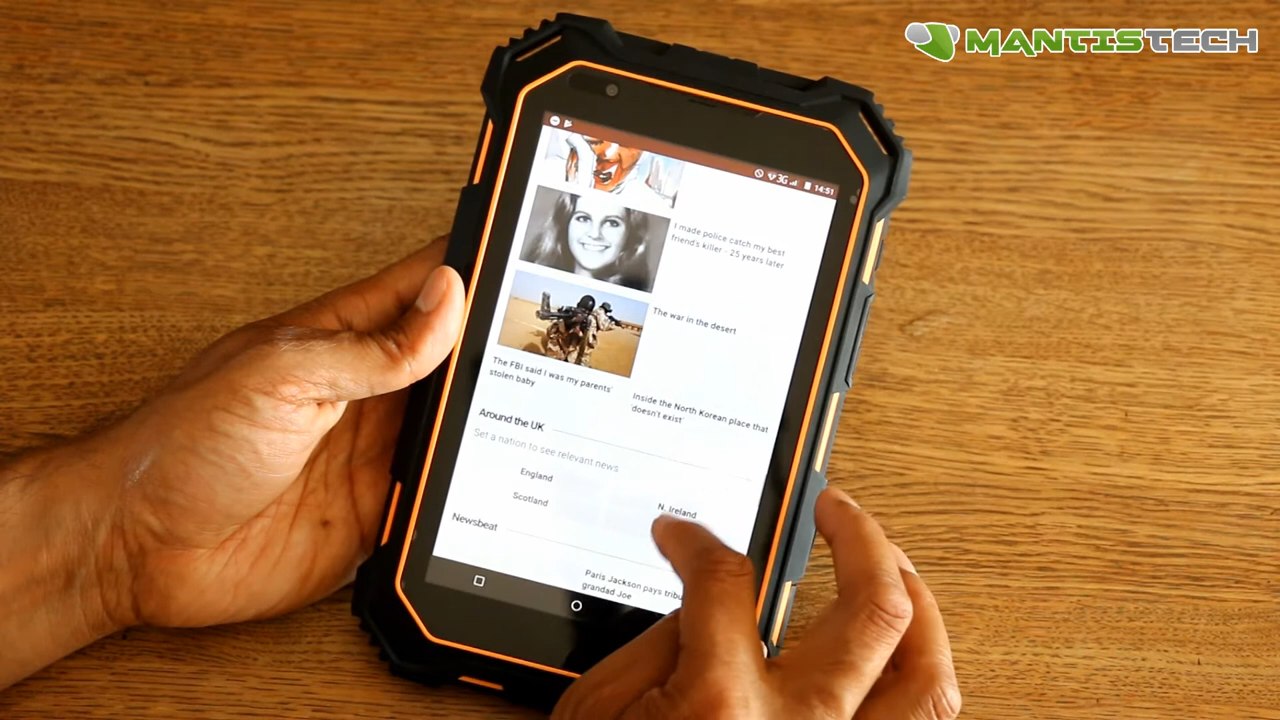 MANTISTECH
3G
14:51
I made police catch my best
friend's killer - 25 years later
The war in the desert
The FBI said I was my parents'
stolen baby
Inside the North Korean place that
'doesn't exist'
Around the UK
Set a nation to see relevant news
England
Scotland
N. Ireland
Newsbeat
Paris Jackson pays tribu
grandad Joe